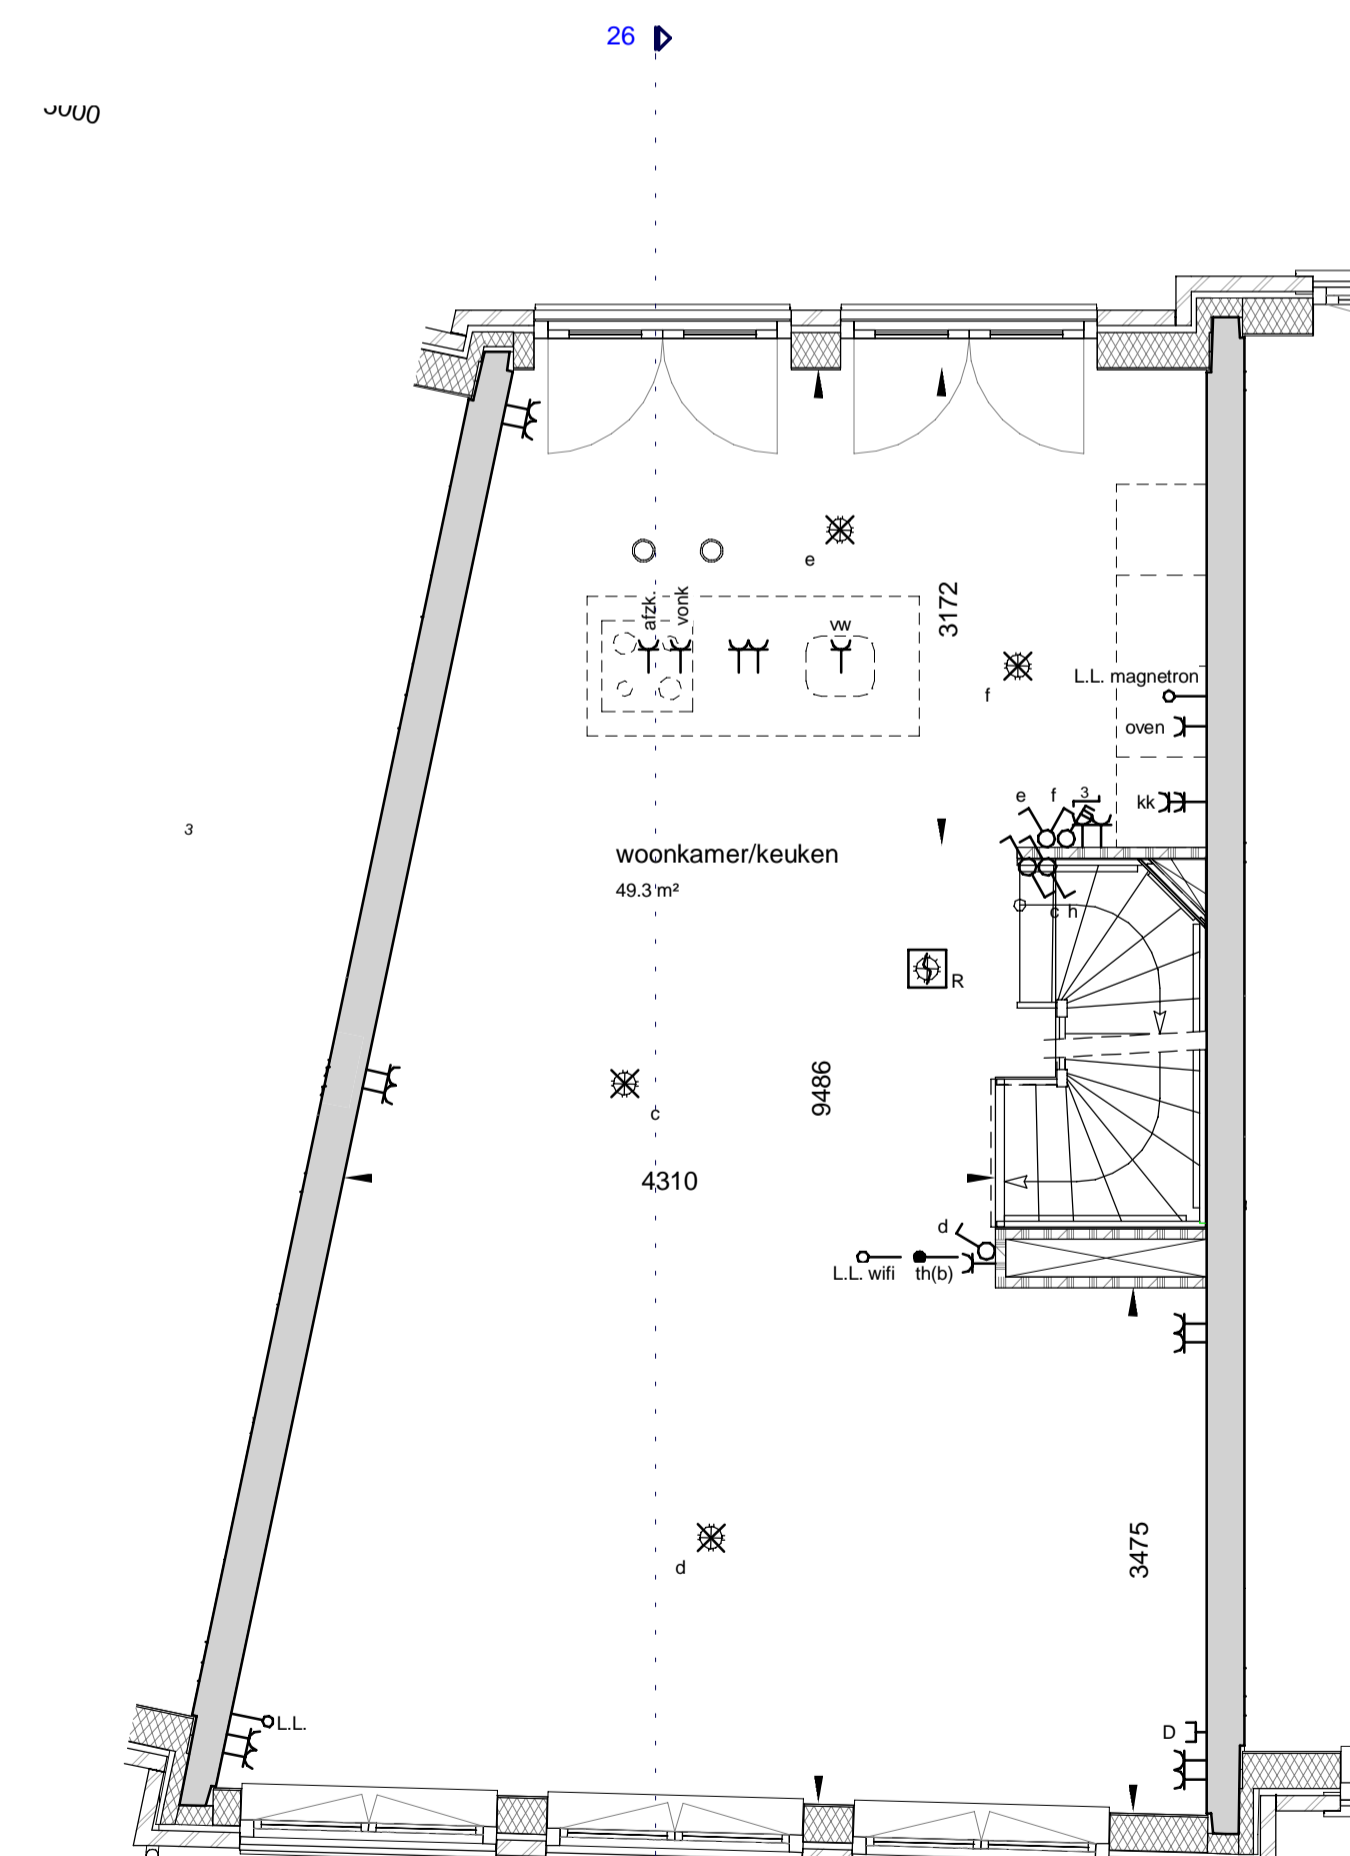 26
3000
e
afzk.
vonk
vw
3172
f
L.L. magnetron
oven
e
f
3
kk
3
woonkamer/keuken
49.3 m²
c
h
R
9486
c
4310
d
L.L. wifi
th(b)
3475
d
L.L.
D